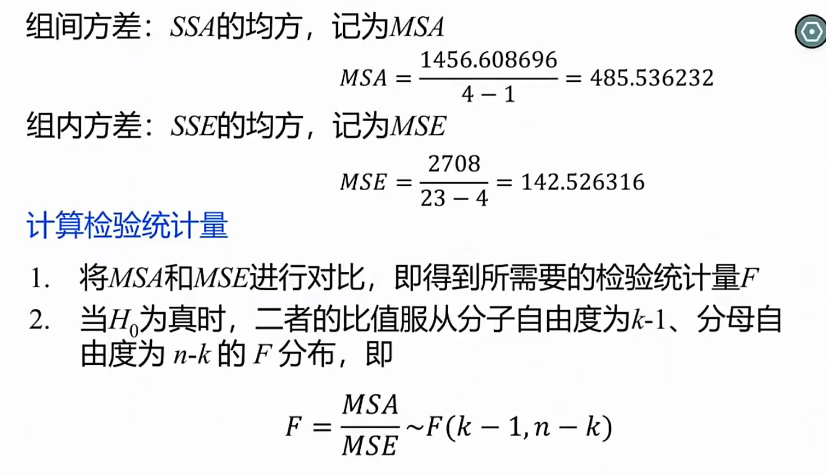 组间方差：SSA的均方，记为MSA
MSA = 1456.608696 / (4 − 1) = 485.536232
组内方差：SSE的均方，记为MSE
MSE = 2708 / (23 − 4) = 142.526316
计算检验统计量
1. 将MSA和MSE进行对比，即得到所需要的检验统计量F
2. 当H₀为真时，二者的比值服从分子自由度为k-1、分母自
由度为 n-k 的 F 分布，即
F = MSA / MSE ~F(k − 1, n − k)